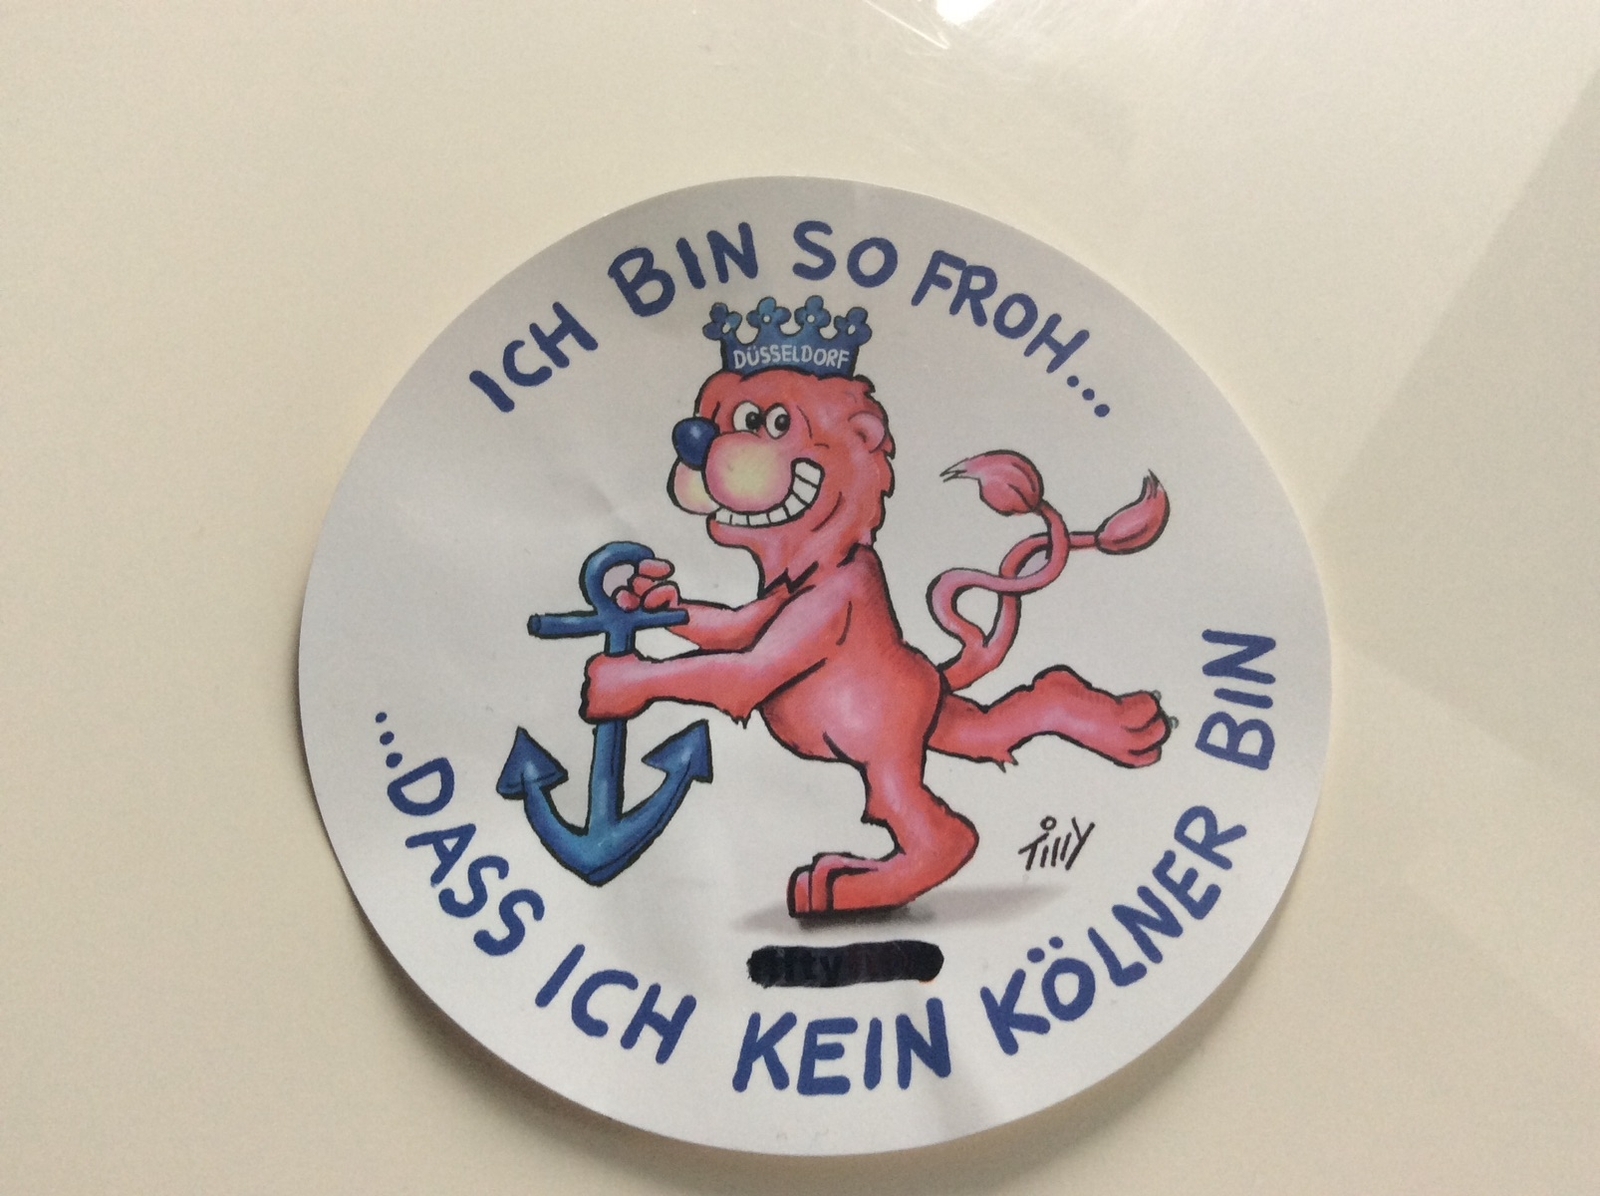 ICH BIN SO FROH...
DÜSSELDORF
Tilly
...DASS ICH KEIN KÖLNER BIN